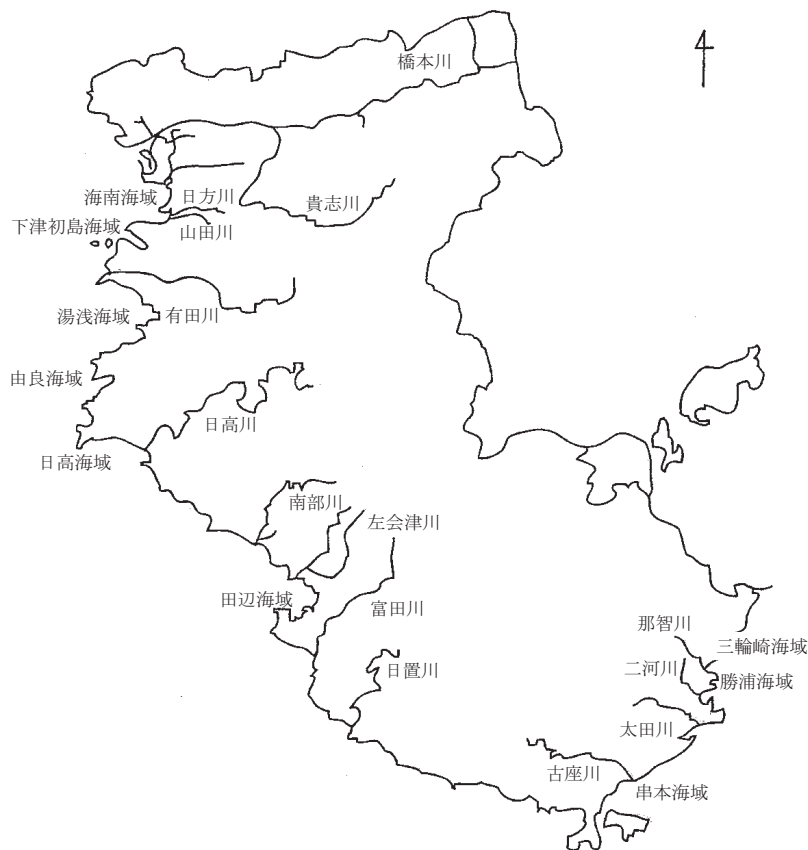 橋本川
海南海域
日方川
貴志川
下津初島海域
山田川
湯浅海域
有田川
由良海域
日高川
日高海域
南部川
左会津川
田辺海域
富田川
那智川
三輪崎海域
日置川
二河川
勝浦海域
太田川
古座川
串本海域